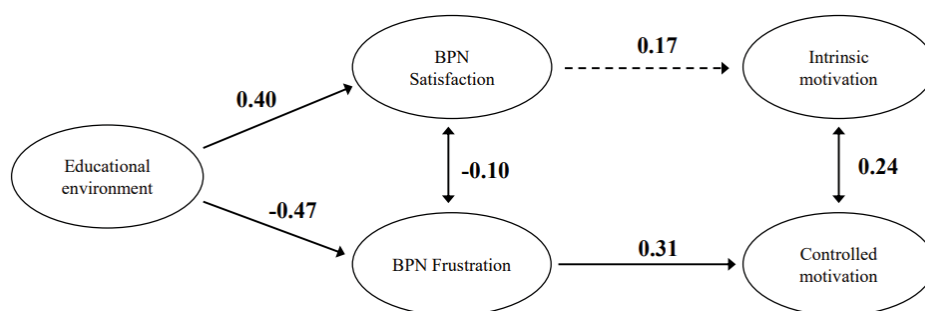 BPN
Satisfaction
0.17
Intrinsic
motivation
0.40
Educational
environment
-0.10
0.24
-0.47
BPN Frustration
0.31
Controlled
motivation